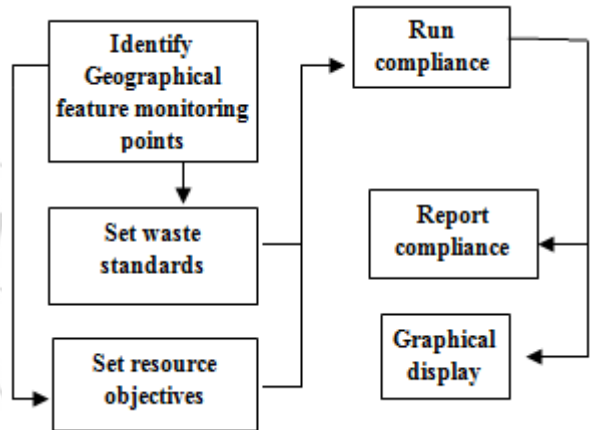 Identify
Geographical
feature monitoring
points
Set waste
standards
Set resource
objectives
Run
compliance
Report
compliance
Graphical
display